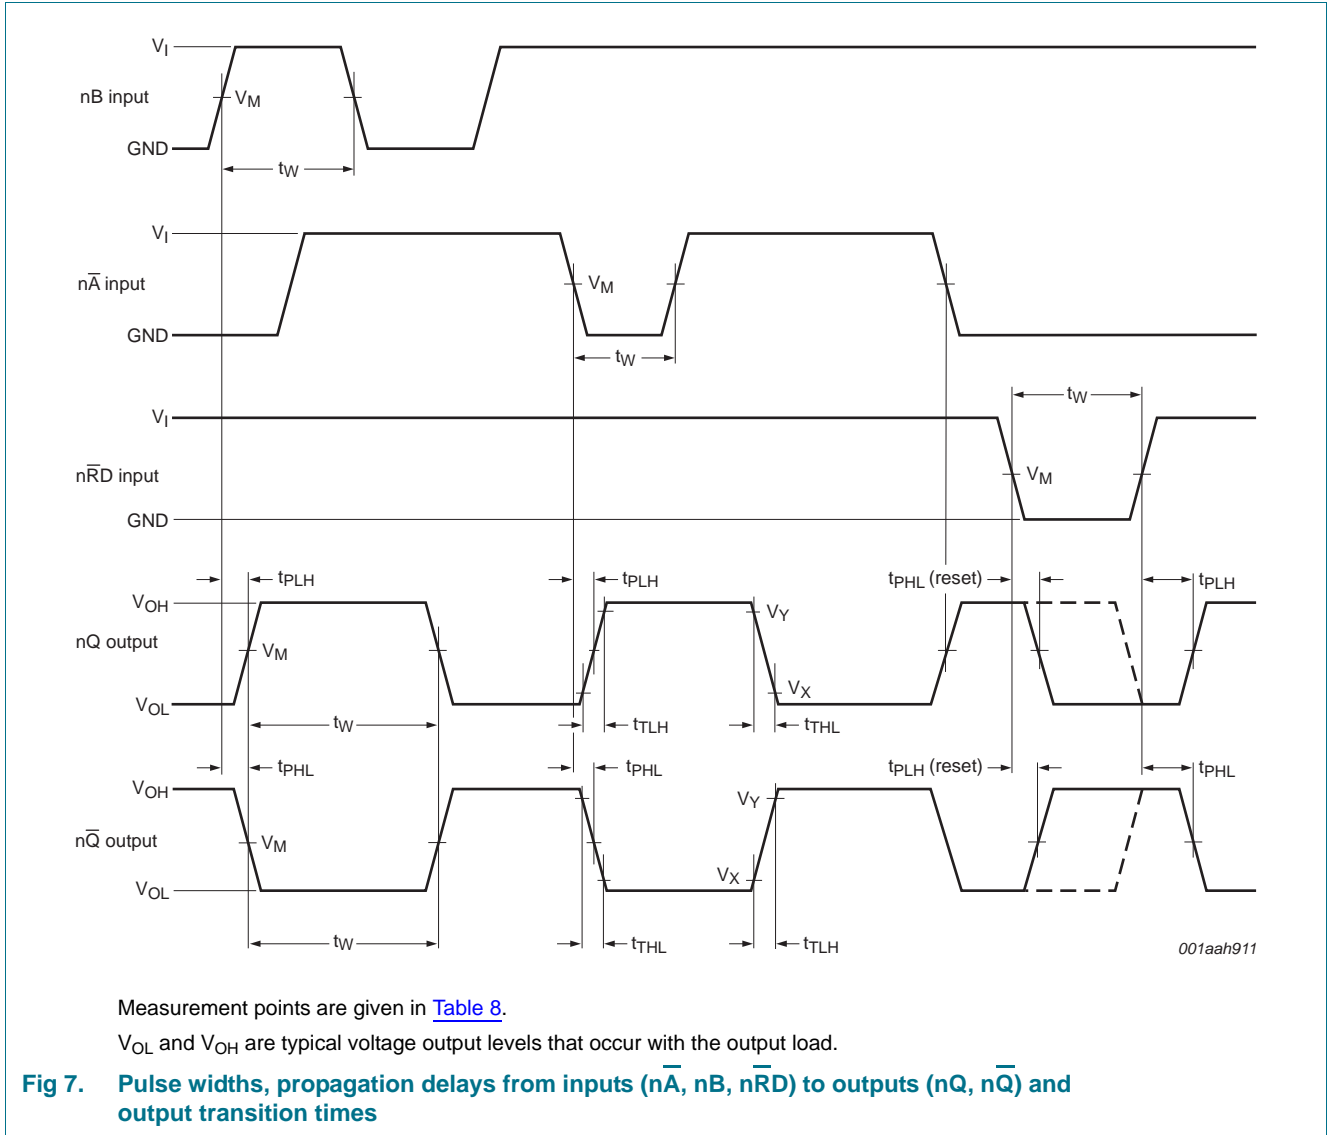 VI
nB input
VM
GND
tW
VI
nA̅ input
VM
GND
tW
tW
VI
nR̅D input
VM
GND
tPLH
tPLH
tPHL (reset)
tPLH
VOH
VY
nQ output
VM
VX
VOL
tW
tTLH
tTHL
tPHL
tPHL
tPLH (reset)
tPHL
VOH
VY
nQ̅ output
VM
VX
VOL
tW
tTHL
tTLH
001aah911
Measurement points are given in Table 8.
VOL and VOH are typical voltage output levels that occur with the output load.
Fig 7. Pulse widths, propagation delays from inputs (nA̅, nB, nR̅D) to outputs (nQ, nQ̅) and
output transition times